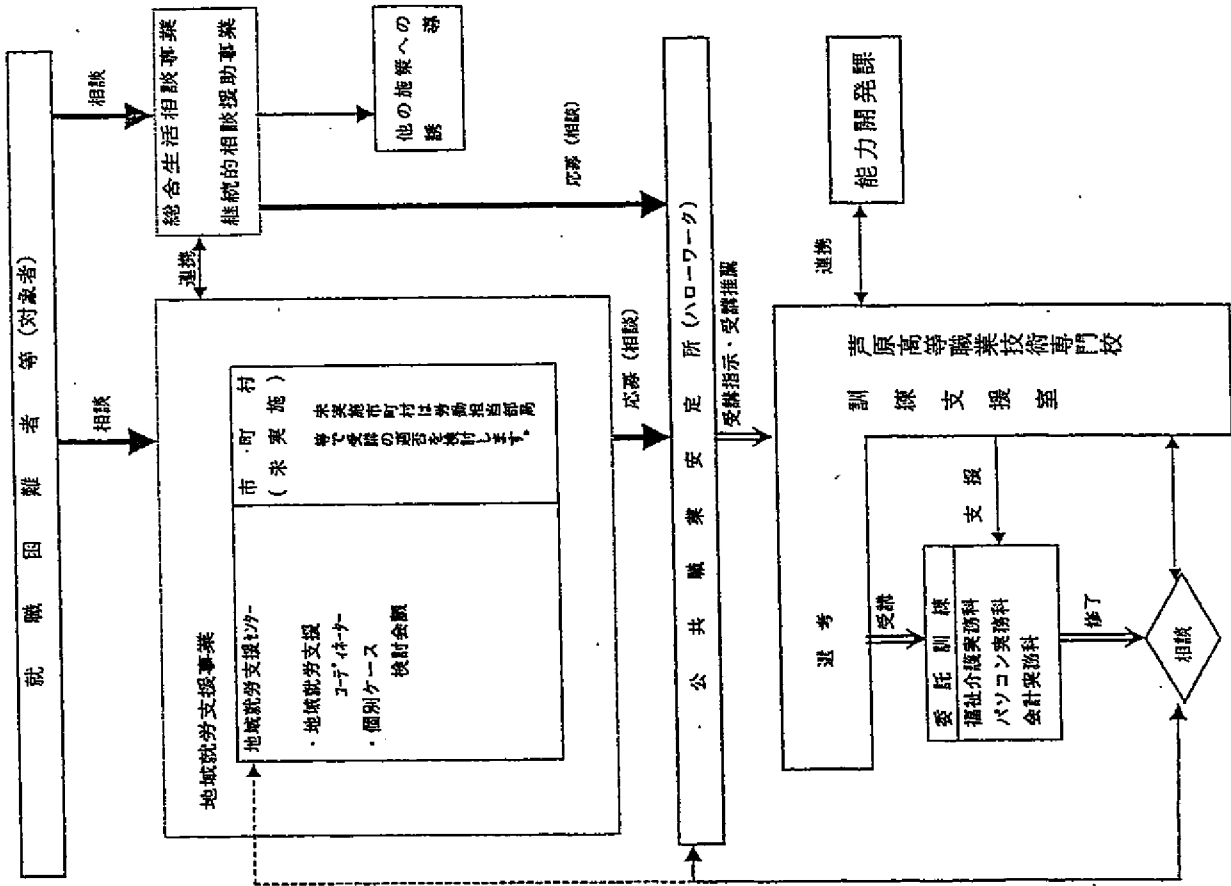 就職困難者等(対象者)
相談
相談
総合生活相談事業
継続的相談援助事業
他の施策への
誘導
連携
地域就労支援事業
地域就労支援センター
・地域就労支援
コーディネーター
・個別ケース
検討会議
市町村
(未実施)
未実施市町村は労働担当部局
等で受講の適否を検討します。
応募(相談)
応募(相談)
公共職業安定所(ハローワーク)
受講指示・受講推薦
芦原高等職業技術専門校
訓練支援室
連携
能力開発課
選考
受講
支援
委託訓練
福祉介護実務科
パソコン実務科
会計実務科
修了
相談